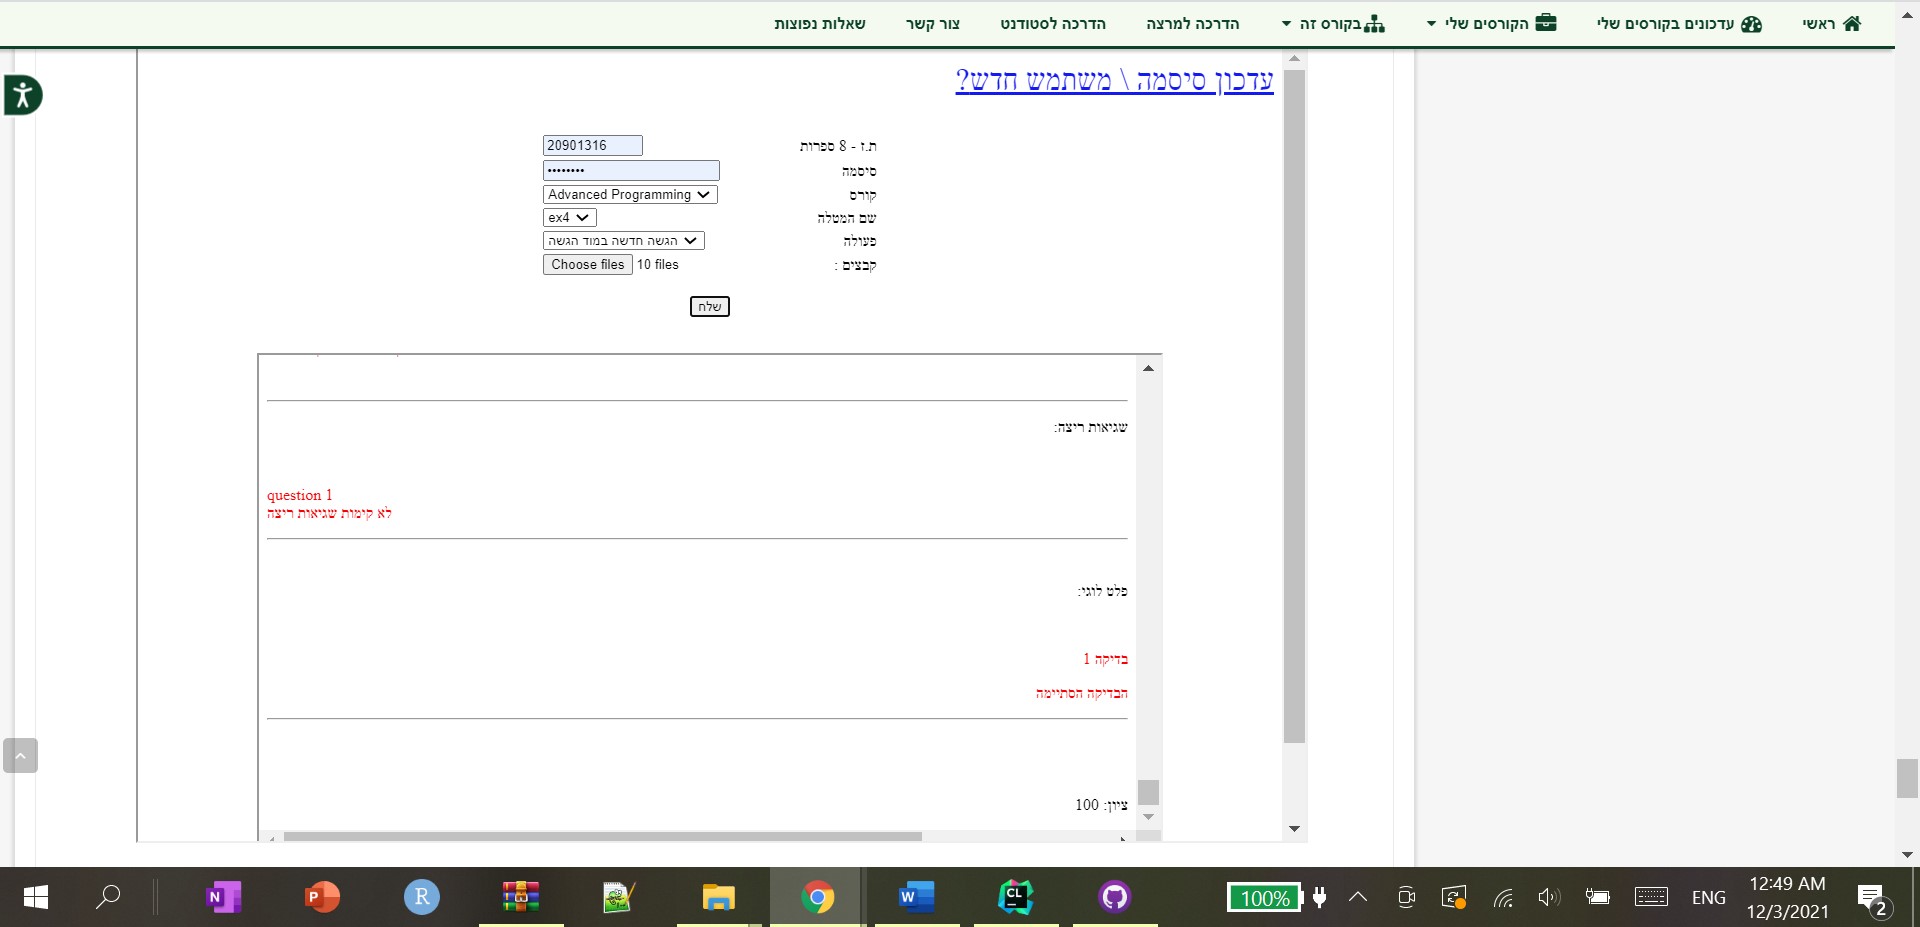 ראשי
עדכונים בקורסים שלי
הקורסים שלי
בקורס זה
הדרכה למרצה
הדרכה לסטודנט
צור קשר
שאלות נפוצות
עדכון סיסמה \ משתמש חדש?
ת.ז - 8 ספרות 20901316
סיסמה ••••••••
קורס Advanced Programming
שם המטלה ex4
פעולה הגשה חדשה במוד הגשה
קבצים : Choose files 10 files
שלח
שגיאות ריצה:
question 1
לא קימות שגיאות ריצה
פלט לוגי:
בדיקה 1
הבדיקה הסתיימה
ציון: 100
100% ENG 12:49 AM
12/3/2021 2